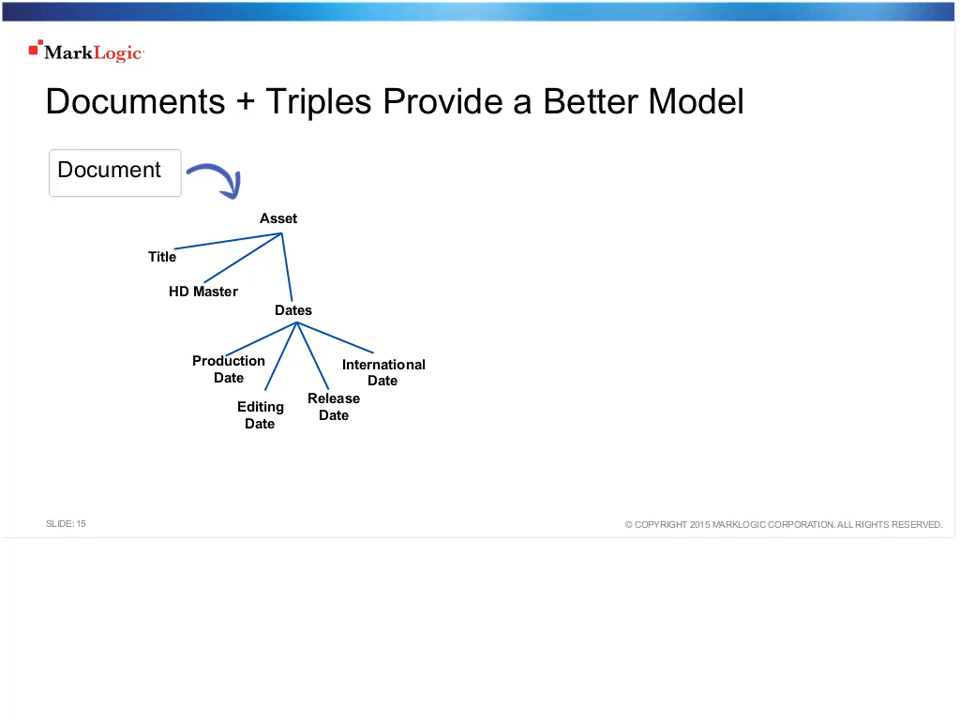 MarkLogic
Documents + Triples Provide a Better Model
Document
Asset
Title
HD Master
Dates
Production
Date
International
Date
Editing
Date
Release
Date
SLIDE: 15
© COPYRIGHT 2015 MARKLOGIC CORPORATION. ALL RIGHTS RESERVED.